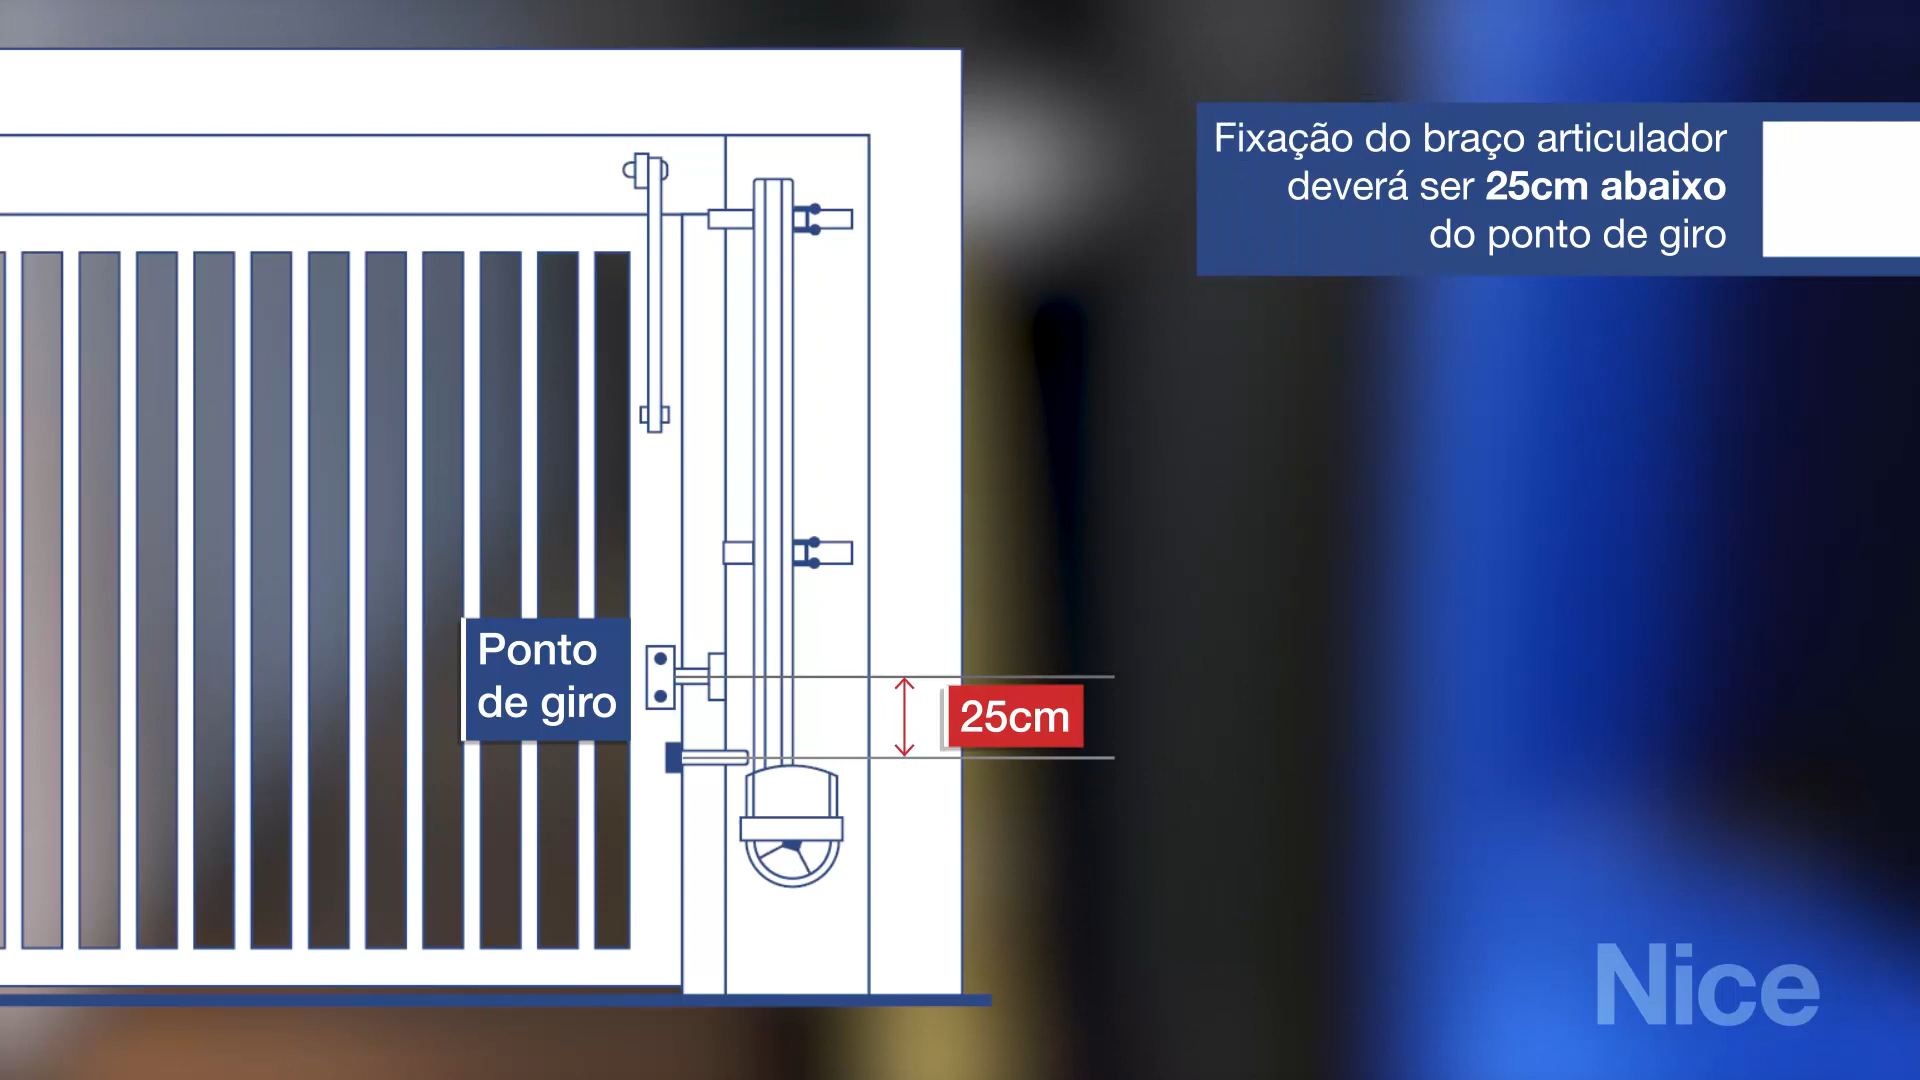 Fixação do braço articulador
deverá ser 25cm abaixo
do ponto de giro
Ponto
de giro
25cm
Nice